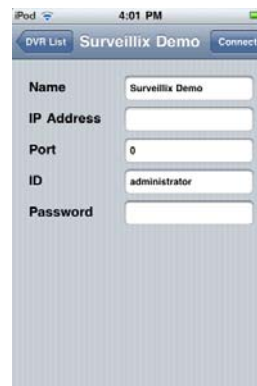 iPod 4:01 PM
DVR List Surveillix Demo Connect
Name Surveillix Demo
IP Address
Port 0
ID administrator
Password